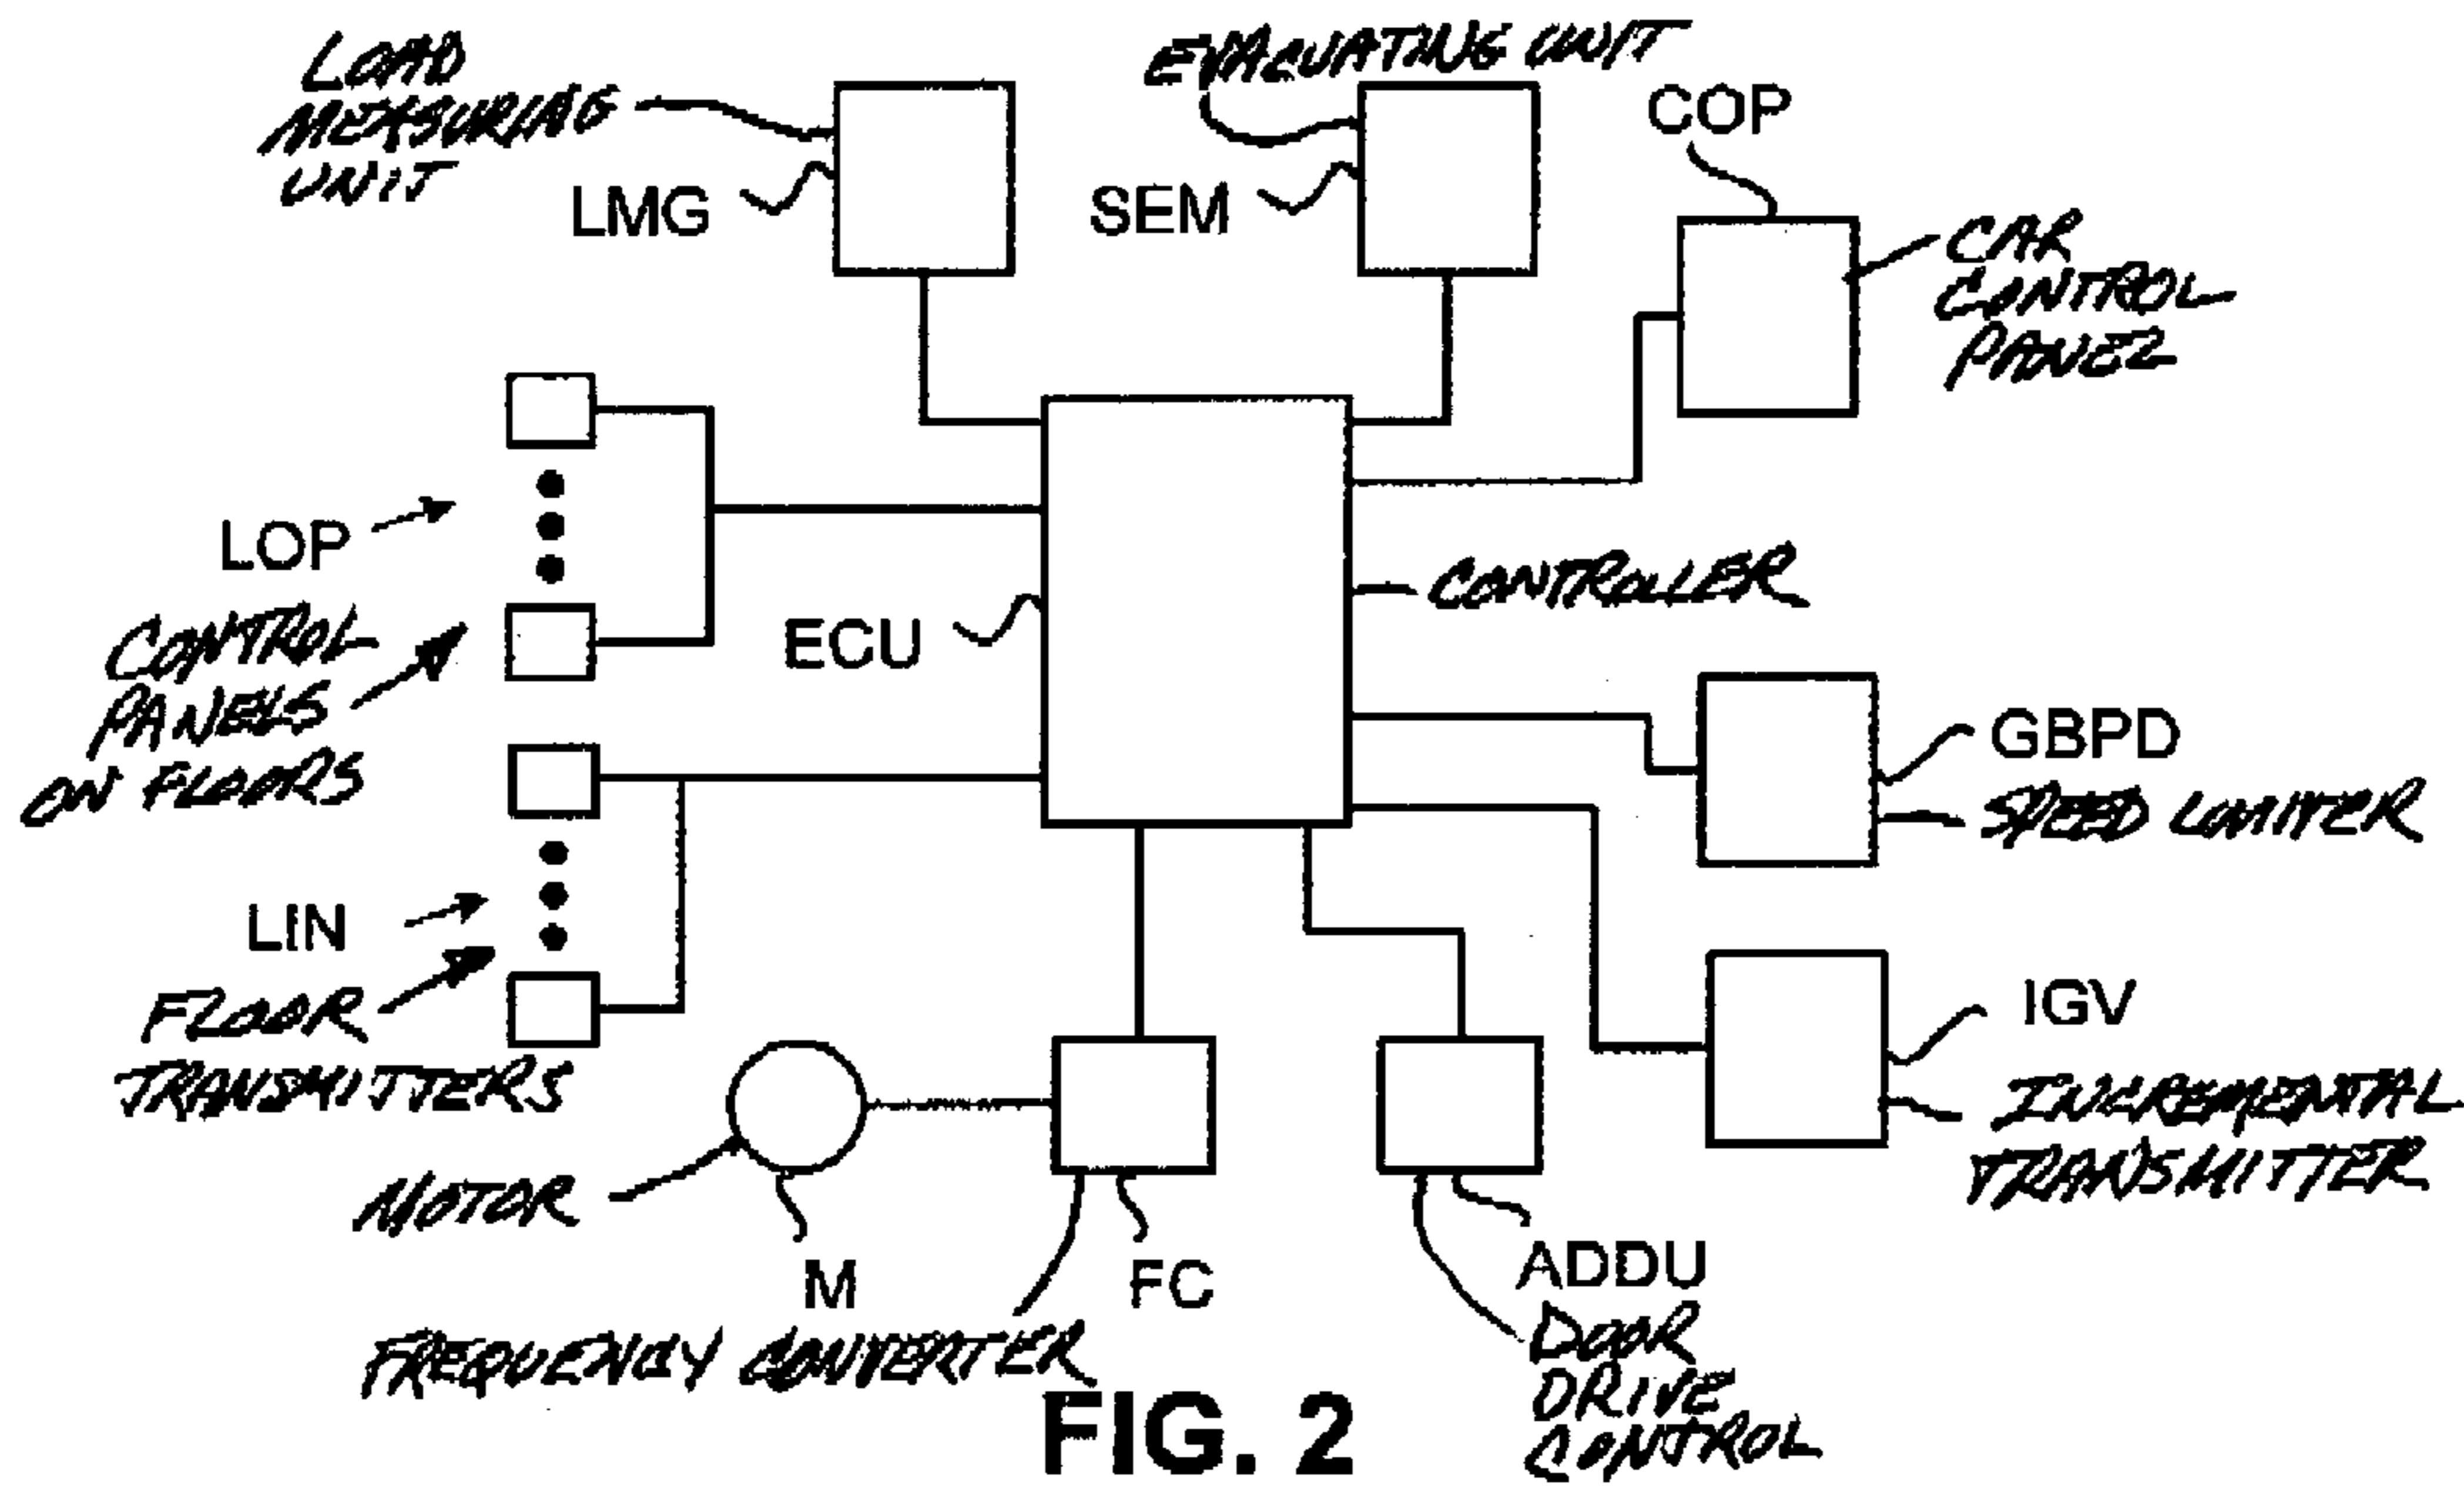 LOAD
MEASURING
UNIT
LMG
EVALUATING UNIT
SEM
COP
CAR
CONTROL
PANEL
LOP
CONTROL
PANELS
ON FLOORS
ECU
CONTROLLER
GBPD
SPEED LIMITER
LIN
FLOOR
TRANSMITTERS
IGV
INCREMENTAL
TRANSMITTER
MOTOR
M
FC
FREQUENCY CONVERTER
ADDU
DOOR
DRIVE
CONTROL
FIG. 2